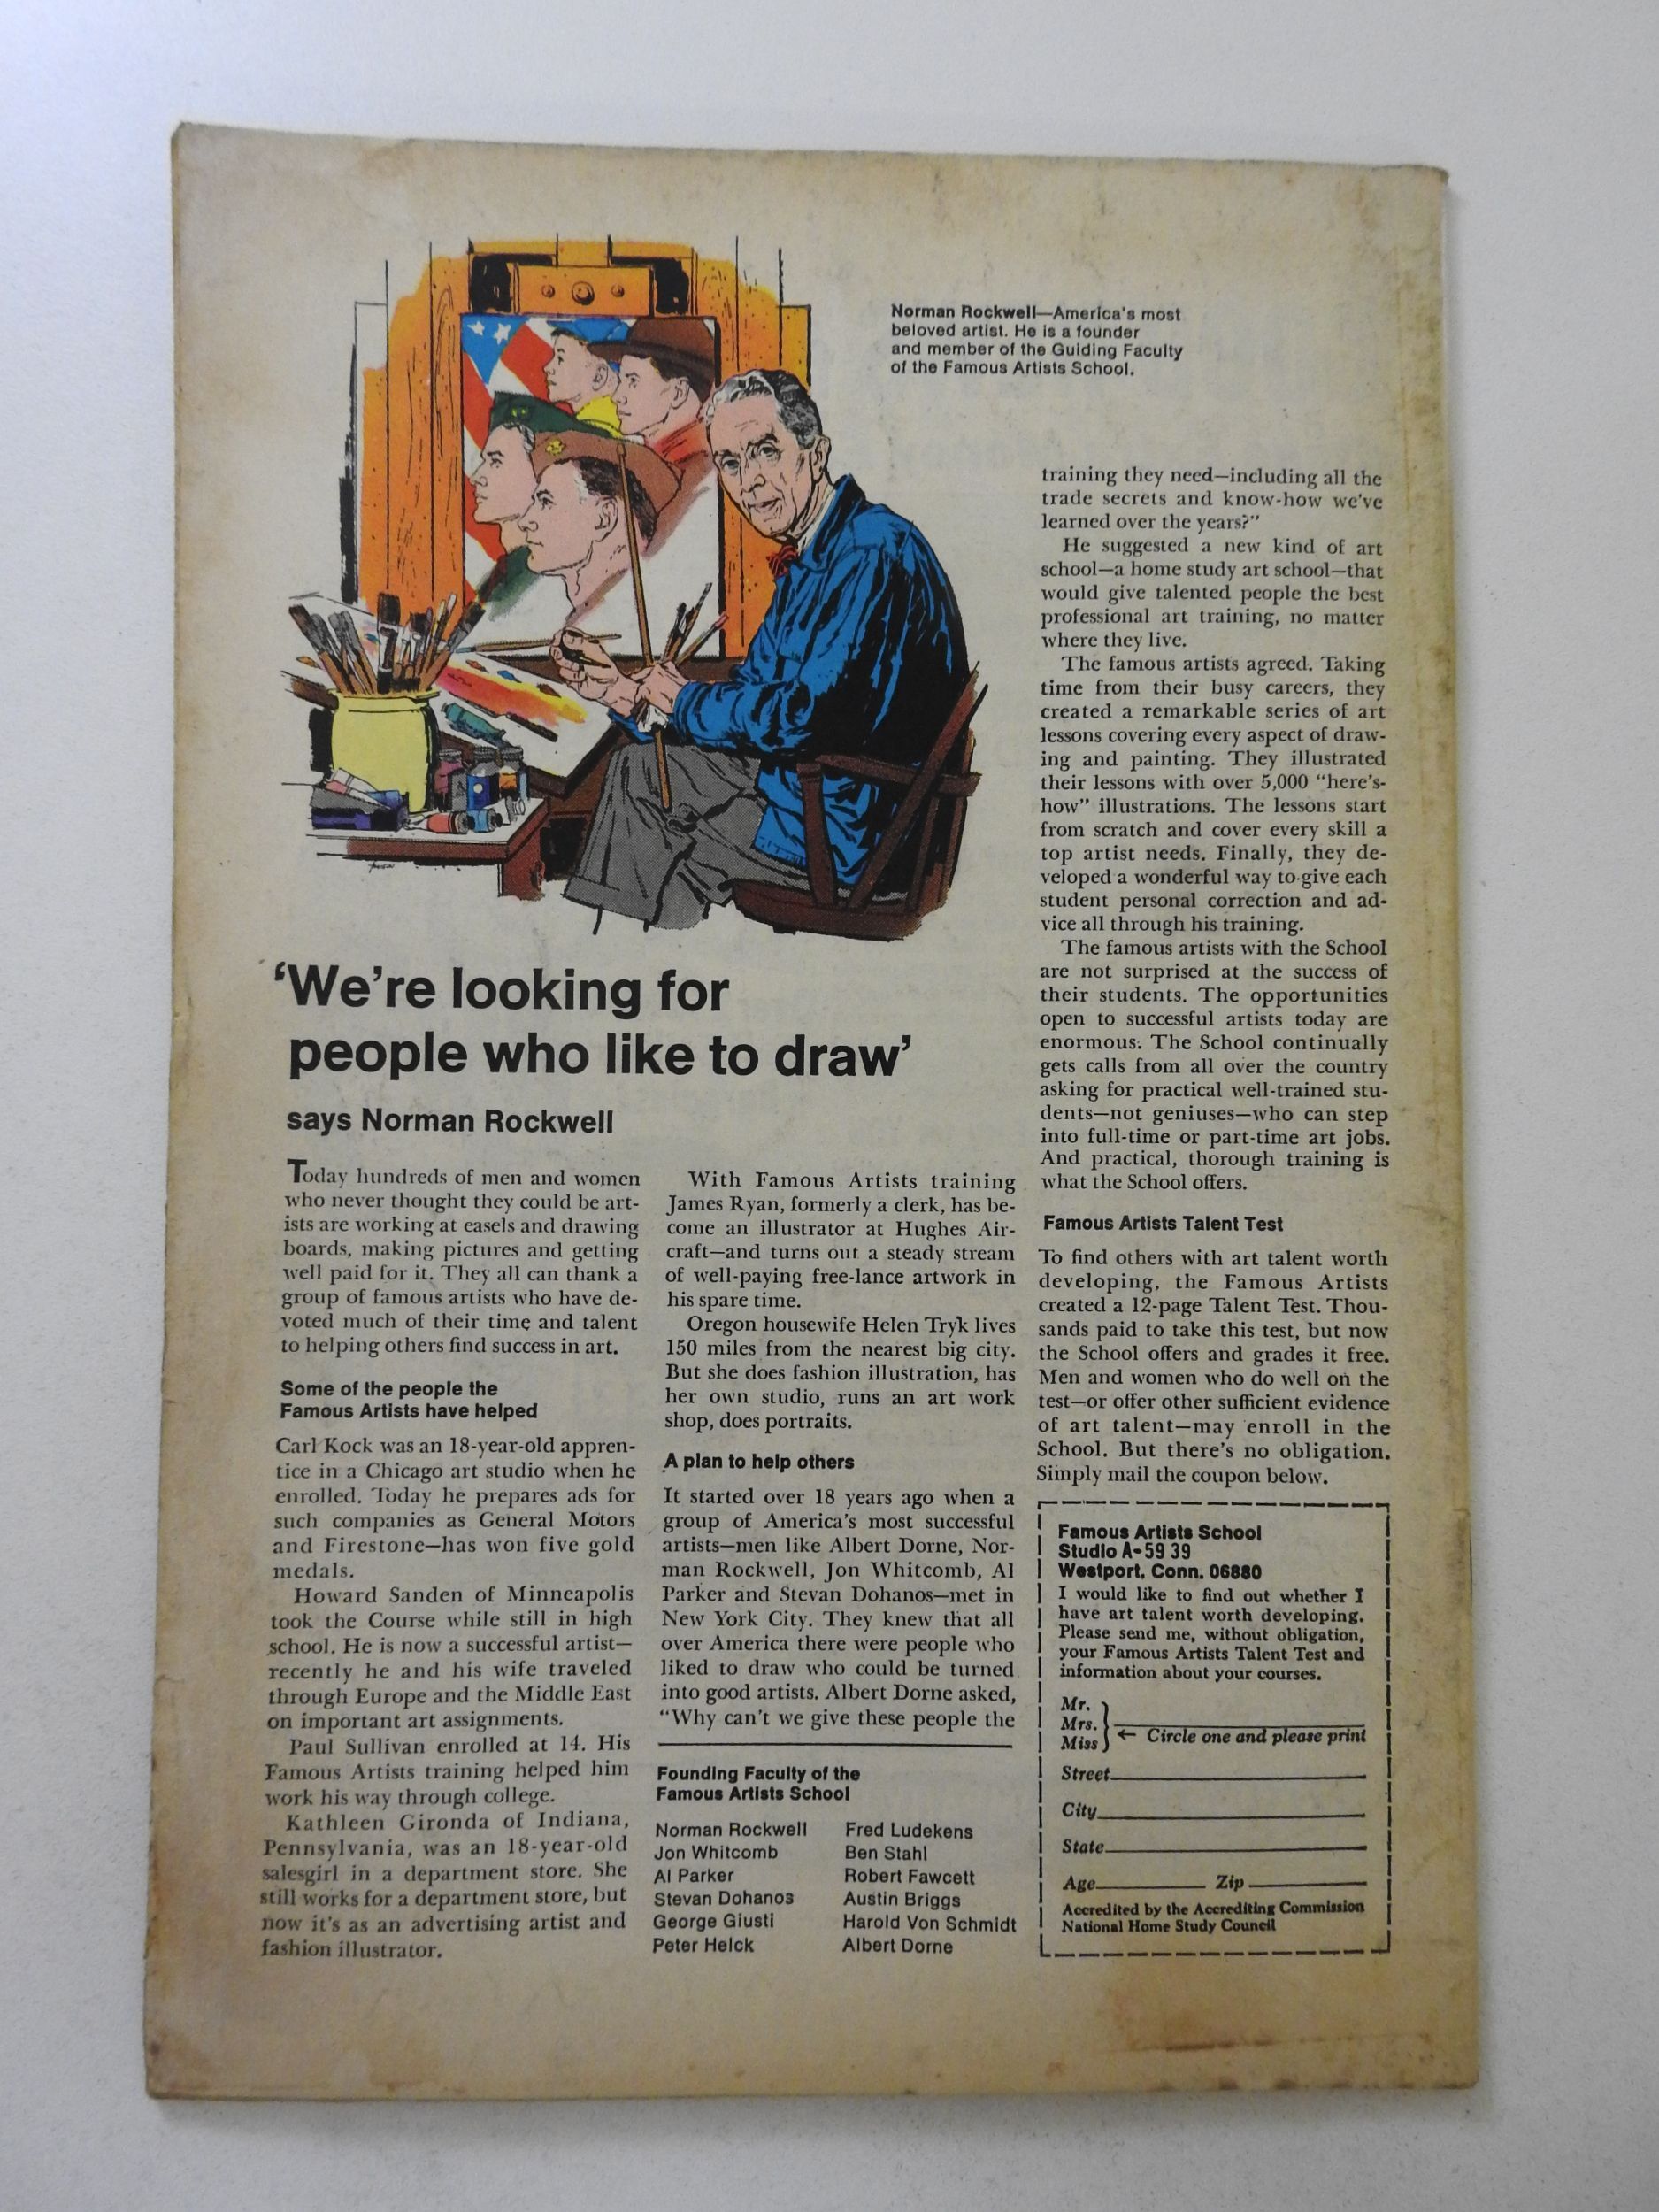 Norman Rockwell—America's most
beloved artist. He is a founder
and member of the Guiding Faculty
of the Famous Artists School.
'We're looking for
people who like to draw'
says Norman Rockwell
Today hundreds of men and women
who never thought they could be art-
ists are working at easels and drawing
boards, making pictures and getting
well paid for it. They all can thank a
group of famous artists who have de-
voted much of their time and talent
to helping others find success in art.
Some of the people the
Famous Artists have helped
Carl Kock was an 18-year-old appren-
tice in a Chicago art studio when he
enrolled. Today he prepares ads for
such companies as General Motors
and Firestone—has won five gold
medals.
Howard Sanden of Minneapolis
took the Course while still in high
school. He is now a successful artist—
recently he and his wife traveled
through Europe and the Middle East
on important art assignments.
Paul Sullivan enrolled at 14. His
Famous Artists training helped him
work his way through college.
Kathleen Gironda of Indiana,
Pennsylvania, was an 18-year-old
salesgirl in a department store. She
still works for a department store, but
now it's as an advertising artist and
fashion illustrator.
With Famous Artists training
James Ryan, formerly a clerk, has be-
come an illustrator at Hughes Air-
craft—and turns out a steady stream
of well-paying free-lance artwork in
his spare time.
Oregon housewife Helen Tryk lives
150 miles from the nearest big city.
But she does fashion illustration, has
her own studio, runs an art work
shop, does portraits.
A plan to help others
It started over 18 years ago when a
group of America's most successful
artists—men like Albert Dorne, Nor-
man Rockwell, Jon Whitcomb, Al
Parker and Stevan Dohanos—met in
New York City. They knew that all
over America there were people who
liked to draw who could be turned
into good artists. Albert Dorne asked,
"Why can't we give these people the
Founding Faculty of the
Famous Artists School
Norman Rockwell
Jon Whitcomb
Al Parker
Stevan Dohanos
George Giusti
Peter Helck
Fred Ludekens
Ben Stahl
Robert Fawcett
Austin Briggs
Harold Von Schmidt
Albert Dorne
training they need—including all the
trade secrets and know-how we've
learned over the years?"
He suggested a new kind of art
school—a home study art school—that
would give talented people the best
professional art training, no matter
where they live.
The famous artists agreed. Taking
time from their busy careers, they
created a remarkable series of art
lessons covering every aspect of draw-
ing and painting. They illustrated
their lessons with over 5,000 "here's-
how" illustrations. The lessons start
from scratch and cover every skill a
top artist needs. Finally, they de-
veloped a wonderful way to give each
student personal correction and ad-
vice all through his training.
The famous artists with the School
are not surprised at the success of
their students. The opportunities
open to successful artists today are
enormous. The School continually
gets calls from all over the country
asking for practical well-trained stu-
dents—not geniuses—who can step
into full-time or part-time art jobs.
And practical, thorough training is
what the School offers.
Famous Artists Talent Test
To find others with art talent worth
developing, the Famous Artists
created a 12-page Talent Test. Thou-
sands paid to take this test, but now
the School offers and grades it free.
Men and women who do well on the
test—or offer other sufficient evidence
of art talent—may enroll in the
School. But there's no obligation.
Simply mail the coupon below.
Famous Artists School
Studio A-59 39
Westport, Conn. 06880
I would like to find out whether I
have art talent worth developing.
Please send me, without obligation,
your Famous Artists Talent Test and
information about your courses.
Mr.
Mrs.
Miss
← Circle one and please print
Street
City
State
Age Zip
Accredited by the Accrediting Commission
National Home Study Council